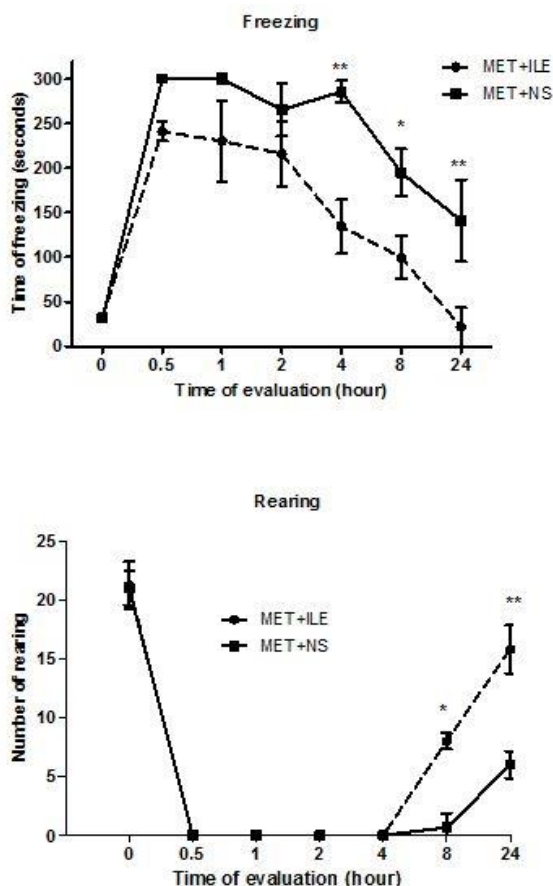 Freezing
MET+ILE
MET+NS
Time of freezing (seconds)
300
250
200
150
100
50
0
**
*
**
0 0.5 1 2 4 8 24
Time of evaluation (hour)
Rearing
MET+ILE
MET+NS
Number of rearing
25
20
15
10
5
0
*
**
0 0.5 1 2 4 8 24
Time of evaluation (hour)